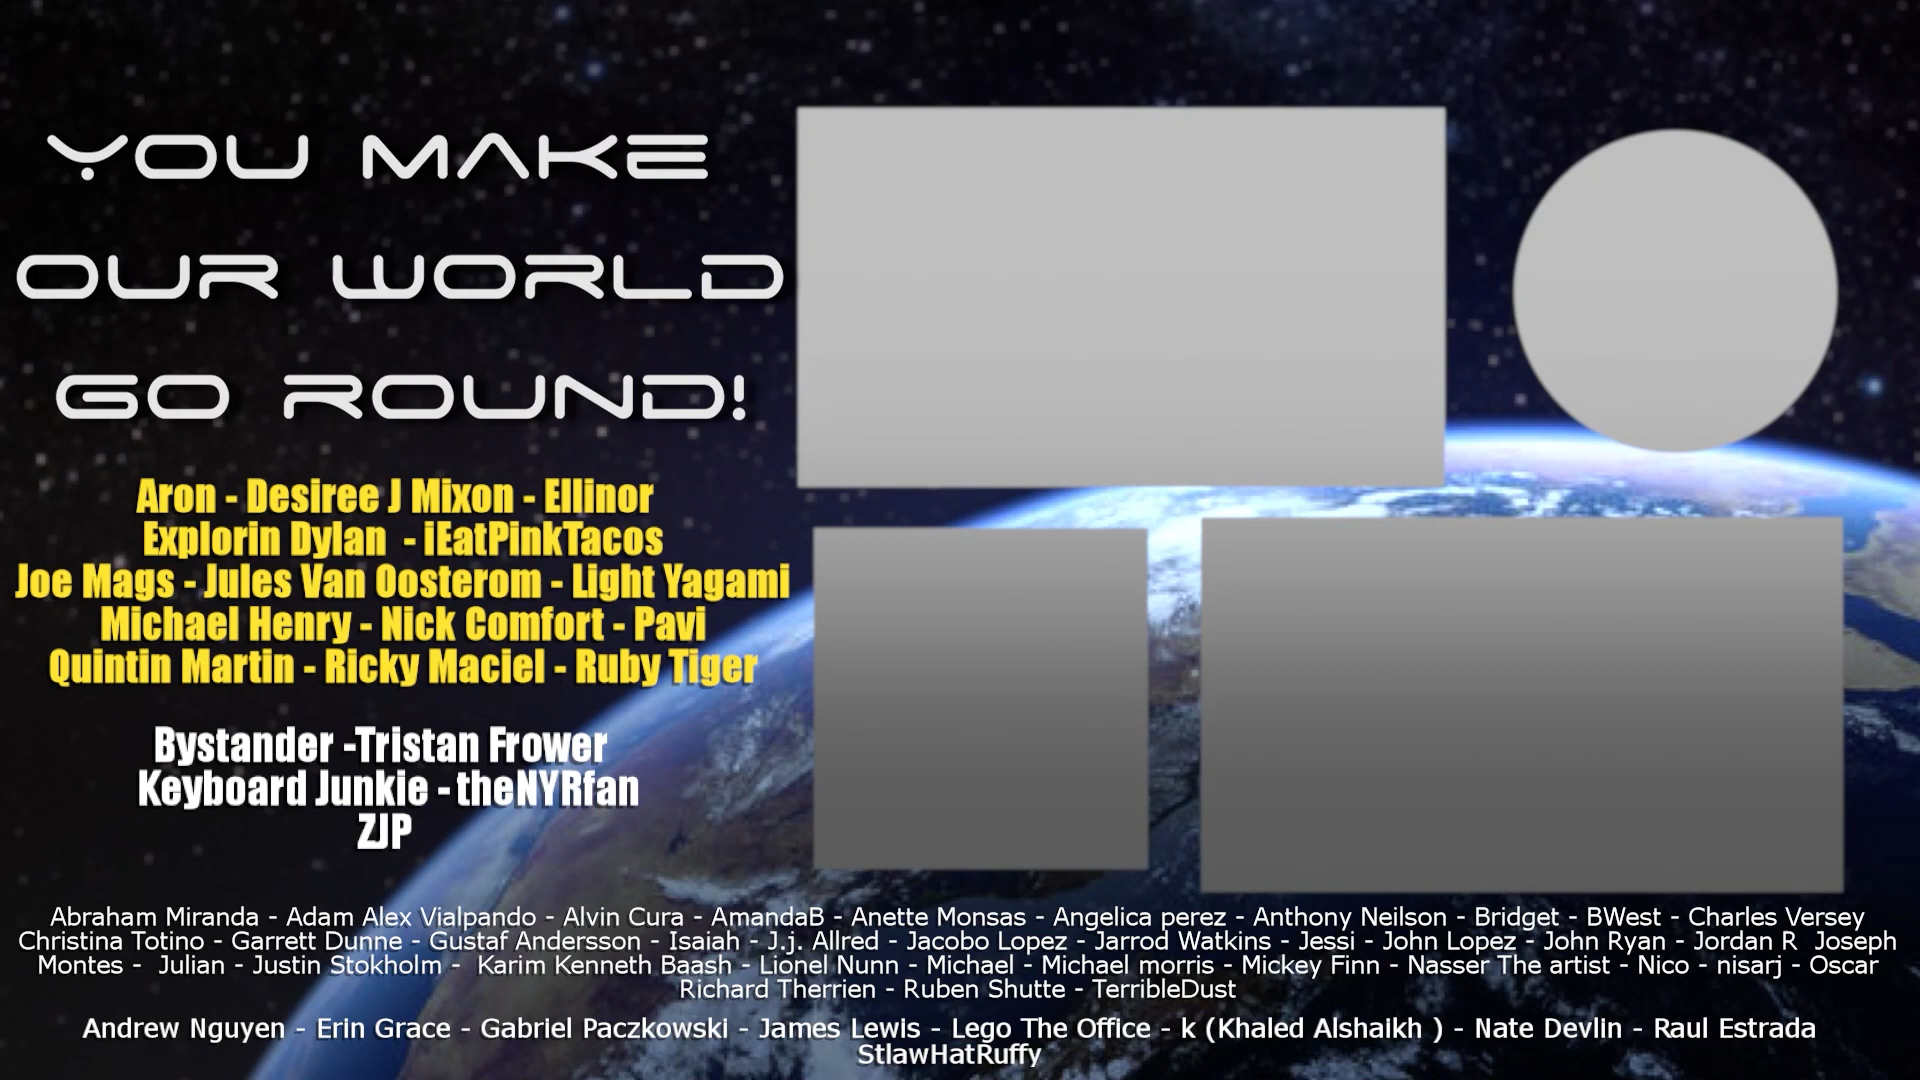 YOU MAKE
OUR WORLD
GO ROUND!
Aron - Desiree J Mixon - Ellinor
Explorin Dylan - iEatPinkTacos
Joe Mags - Jules Van Oosterom - Light Yagami
Michael Henry - Nick Comfort - Pavi
Quintin Martin - Ricky Maciel - Ruby Tiger
Bystander -Tristan Frower
Keyboard Junkie - theNYRfan
ZJP
Abraham Miranda - Adam Alex Vialpando - Alvin Cura - AmandaB - Anette Monsas - Angelica perez - Anthony Neilson - Bridget - BWest - Charles Versey
Christina Totino - Garrett Dunne - Gustaf Andersson - Isaiah - J.j. Allred - Jacobo Lopez - Jarrod Watkins - Jessi - John Lopez - John Ryan - Jordan R Joseph
Montes - Julian - Justin Stokholm - Karim Kenneth Baash - Lionel Nunn - Michael - Michael morris - Mickey Finn - Nasser The artist - Nico - nisarj - Oscar
Richard Therrien - Ruben Shutte - TerribleDust
Andrew Nguyen - Erin Grace - Gabriel Paczkowski - James Lewis - Lego The Office - k (Khaled Alshaikh ) - Nate Devlin - Raul Estrada
StlawHatRuffy